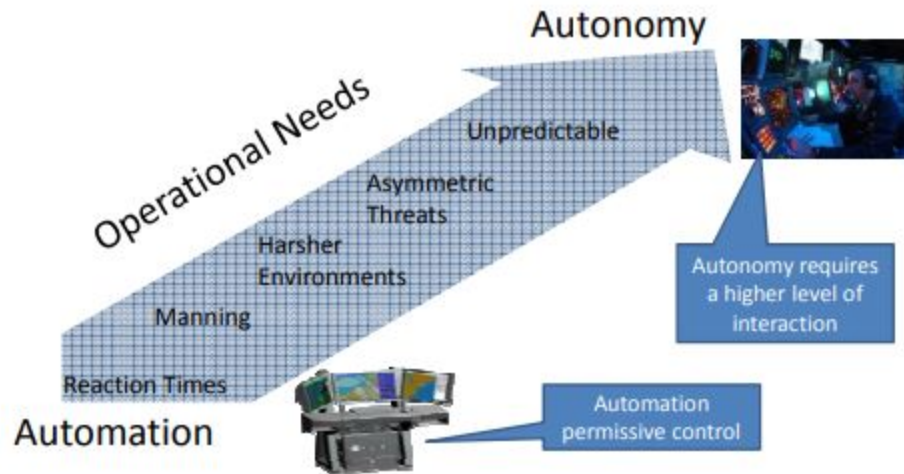 Autonomy
Operational Needs
Unpredictable
Asymmetric
Threats
Harsher
Environments
Manning
Reaction Times
Automation
Autonomy requires
a higher level of
interaction
Automation
permissive control